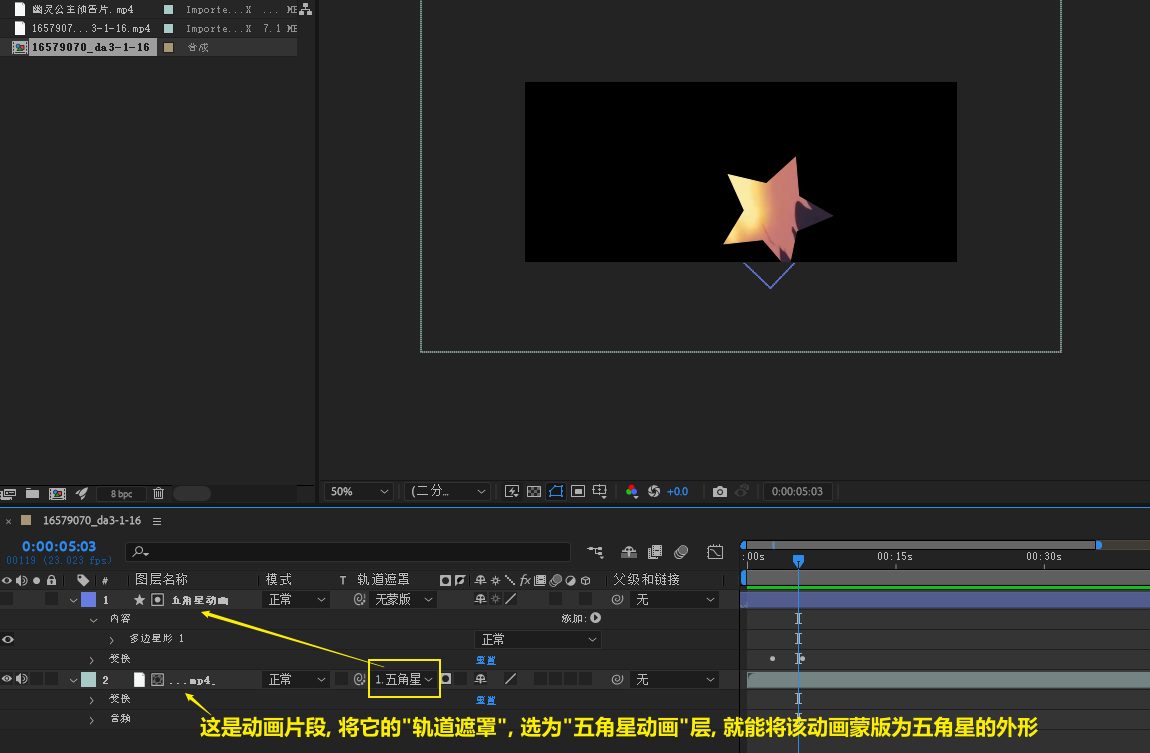 幽灵公主预告片.mp4 Importe...X ... ME
1657907...3-1-16.mp4 Importe...X 7.1 ME
16579070_da3-1-16 合成
8 bpc
50% (二分... +0.0 0:00:05:03
16579070_da3-1-16
0:00:05:03
00119 (23.023 fps)
:00s 00:15s 00:30s
# 图层名称 模式 T 轨道遮罩 fx 父级和链接
1 五角星动画 正常 无蒙版 无
内容 添加:
多边星形 1 正常
变换 重置
2 ...mp4 正常 1.五角星 无
变换 重置
音频
这是动画片段, 将它的"轨道遮罩", 选为"五角星动画"层, 就能将该动画蒙版为五角星的外形